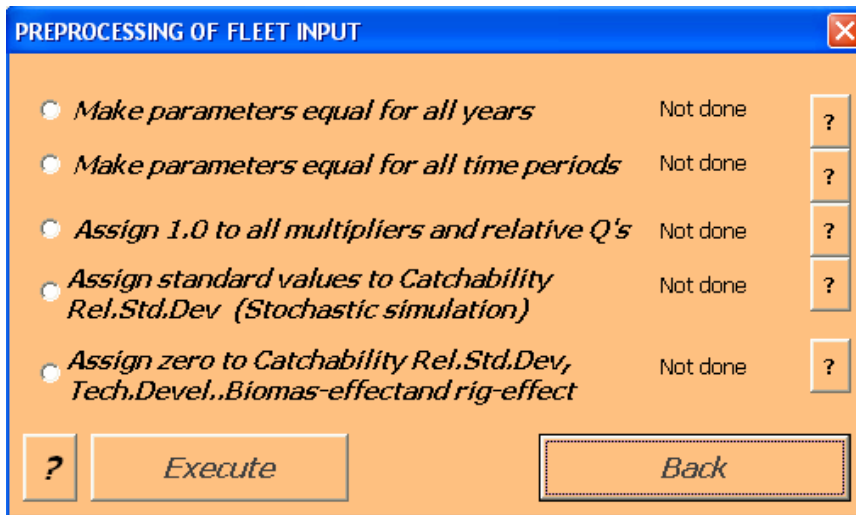 PREPROCESSING OF FLEET INPUT
Make parameters equal for all years Not done ?
Make parameters equal for all time periods Not done ?
Assign 1.0 to all multipliers and relative Q's Not done ?
Assign standard values to Catchability Not done ?
Rel.Std.Dev (Stochastic simulation)
Assign zero to Catchability Rel.Std.Dev, Not done ?
Tech.Devel..Biomas-effectand rig-effect
? Execute Back